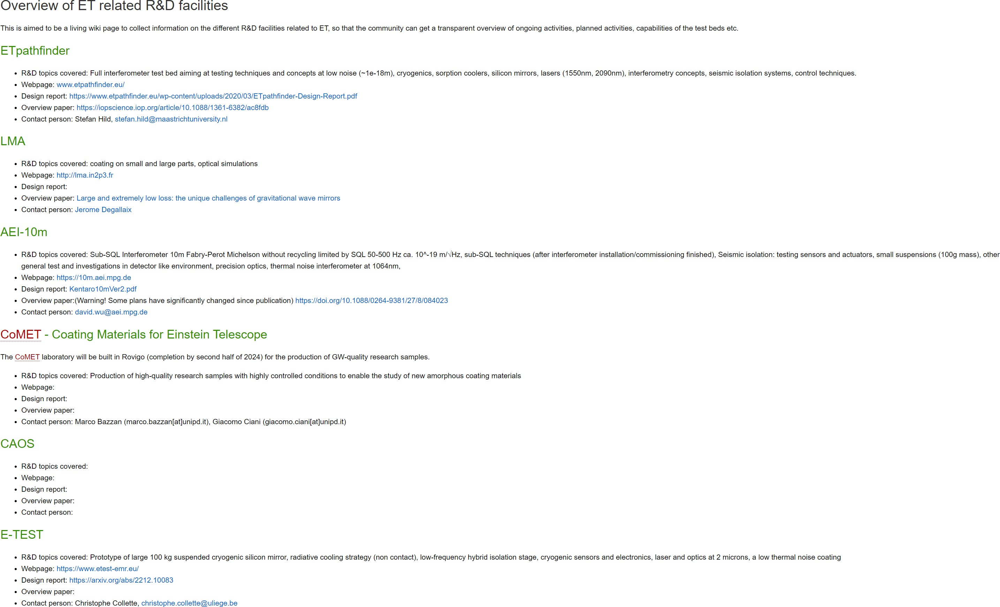 Overview of ET related R&D facilities
This is aimed to be a living wiki page to collect information on the different R&D facilities related to ET, so that the community can get a transparent overview of ongoing activities, planned activities, capabilities of the test beds etc.
ETpathfinder
• R&D topics covered: Full interferometer test bed aiming at testing techniques and concepts at low noise (~1e-18m), cryogenics, sorption coolers, silicon mirrors, lasers (1550nm, 2090nm), interferometry concepts, seismic isolation systems, control techniques.
• Webpage: www.etpathfinder.eu/
• Design report: https://www.etpathfinder.eu/wp-content/uploads/2020/03/ETpathfinder-Design-Report.pdf
• Overview paper: https://iopscience.iop.org/article/10.1088/1361-6382/ac8fdb
• Contact person: Stefan Hild, stefan.hild@maastrichtuniversity.nl
LMA
• R&D topics covered: coating on small and large parts, optical simulations
• Webpage: http://lma.in2p3.fr
• Design report:
• Overview paper: Large and extremely low loss: the unique challenges of gravitational wave mirrors
• Contact person: Jerome Degallaix
AEI-10m
• R&D topics covered: Sub-SQL Interferometer 10m Fabry-Perot Michelson without recycling limited by SQL 50-500 Hz ca. 10^-19 m/√Hz, sub-SQL techniques (after interferometer installation/commissioning finished), Seismic isolation: testing sensors and actuators, small suspensions (100g mass), other
general test and investigations in detector like environment, precision optics, thermal noise interferometer at 1064nm,
• Webpage: https://10m.aei.mpg.de
• Design report: Kentaro10mVer2.pdf
• Overview paper:(Warning! Some plans have significantly changed since publication) https://doi.org/10.1088/0264-9381/27/8/084023
• Contact person: david.wu@aei.mpg.de
CoMET - Coating Materials for Einstein Telescope
The CoMET laboratory will be built in Rovigo (completion by second half of 2024) for the production of GW-quality research samples.
• R&D topics covered: Production of high-quality research samples with highly controlled conditions to enable the study of new amorphous coating materials
• Webpage:
• Design report:
• Overview paper:
• Contact person: Marco Bazzan (marco.bazzan[at]unipd.it), Giacomo Ciani (giacomo.ciani[at]unipd.it)
CAOS
• R&D topics covered:
• Webpage:
• Design report:
• Overview paper:
• Contact person:
E-TEST
• R&D topics covered: Prototype of large 100 kg suspended cryogenic silicon mirror, radiative cooling strategy (non contact), low-frequency hybrid isolation stage, cryogenic sensors and electronics, laser and optics at 2 microns, a low thermal noise coating
• Webpage: https://www.etest-emr.eu/
• Design report: https://arxiv.org/abs/2212.10083
• Overview paper:
• Contact person: Christophe Collette, christophe.collette@uliege.be